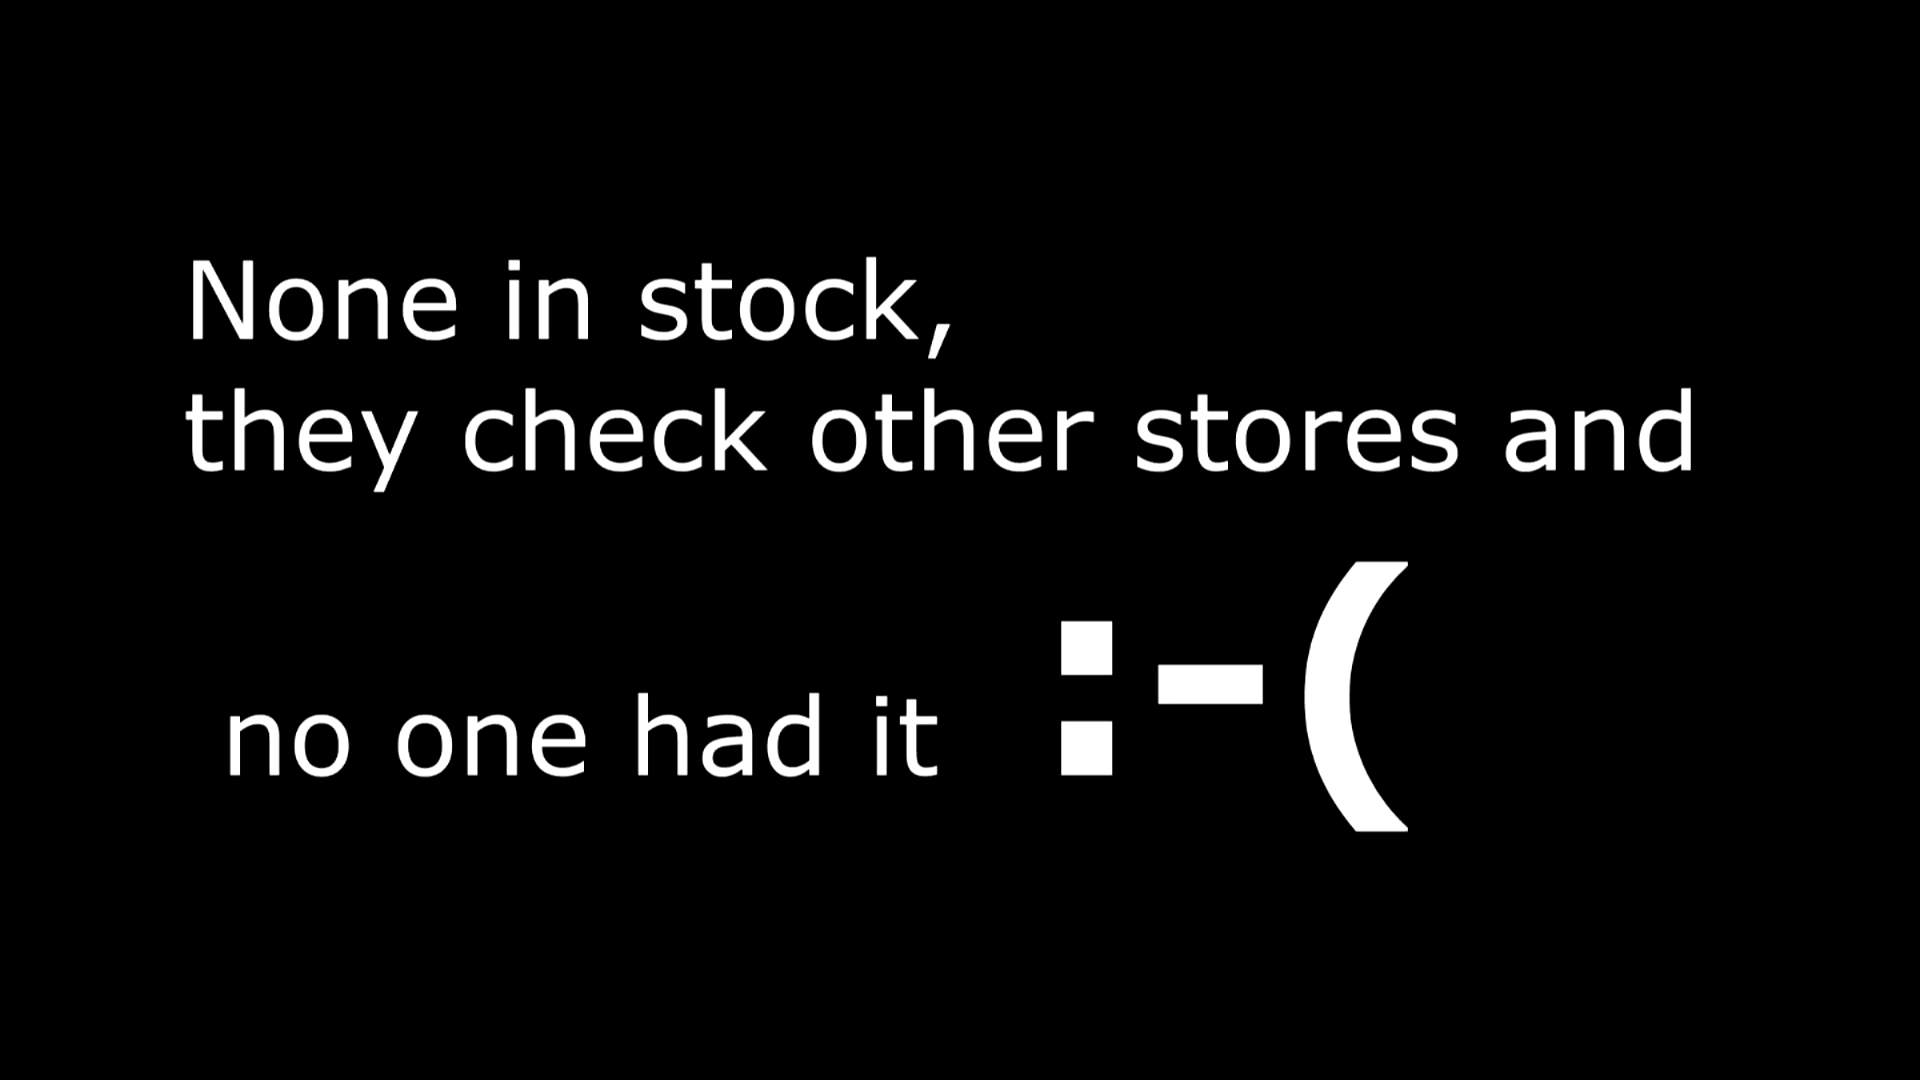 None in stock,
they check other stores and
no one had it :-(